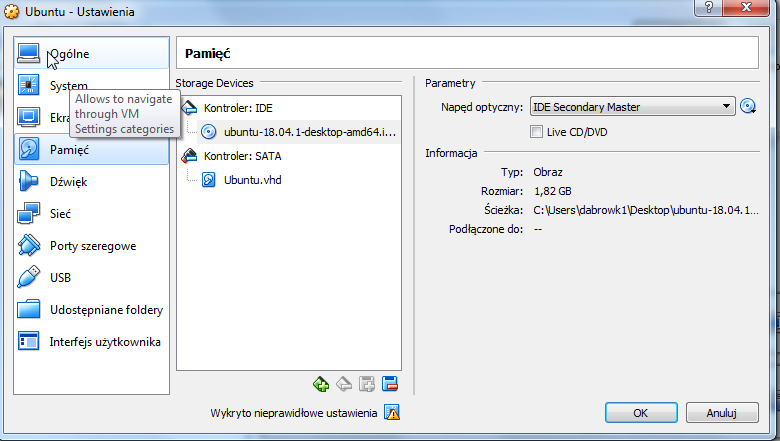 Ubuntu - Ustawienia
Ogólne
System
Allows to navigate
through VM
Settings categories
Ekra
Pamięć
Dźwięk
Sieć
Porty szeregowe
USB
Udostępniane foldery
Interfejs użytkownika
Pamięć
Storage Devices
Kontroler: IDE
ubuntu-18.04.1-desktop-amd64.i...
Kontroler: SATA
Ubuntu.vhd
Parametry
Napęd optyczny: IDE Secondary Master
Live CD/DVD
Informacja
Typ: Obraz
Rozmiar: 1,82 GB
Ścieżka: C:\Users\dabrowk1\Desktop\ubuntu-18.04.1...
Podłączone do: --
Wykryto nieprawidłowe ustawienia
OK
Anuluj